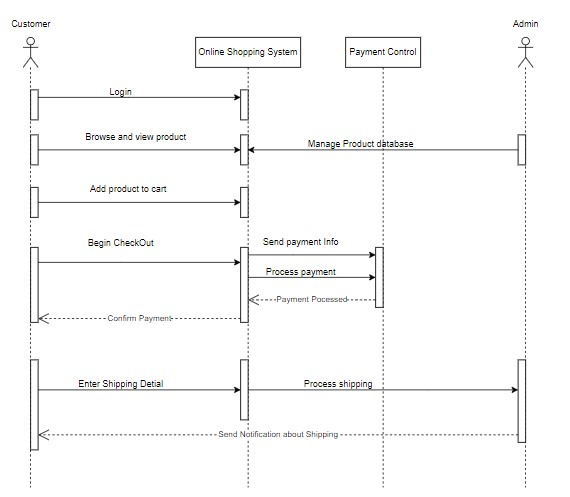 Customer
Admin
Online Shopping System
Payment Control
Login
Browse and view product
Manage Product database
Add product to cart
Begin CheckOut
Send payment Info
Process payment
Payment Pocessed
Confirm Payment
Enter Shipping Detial
Process shipping
Send Notification about Shipping